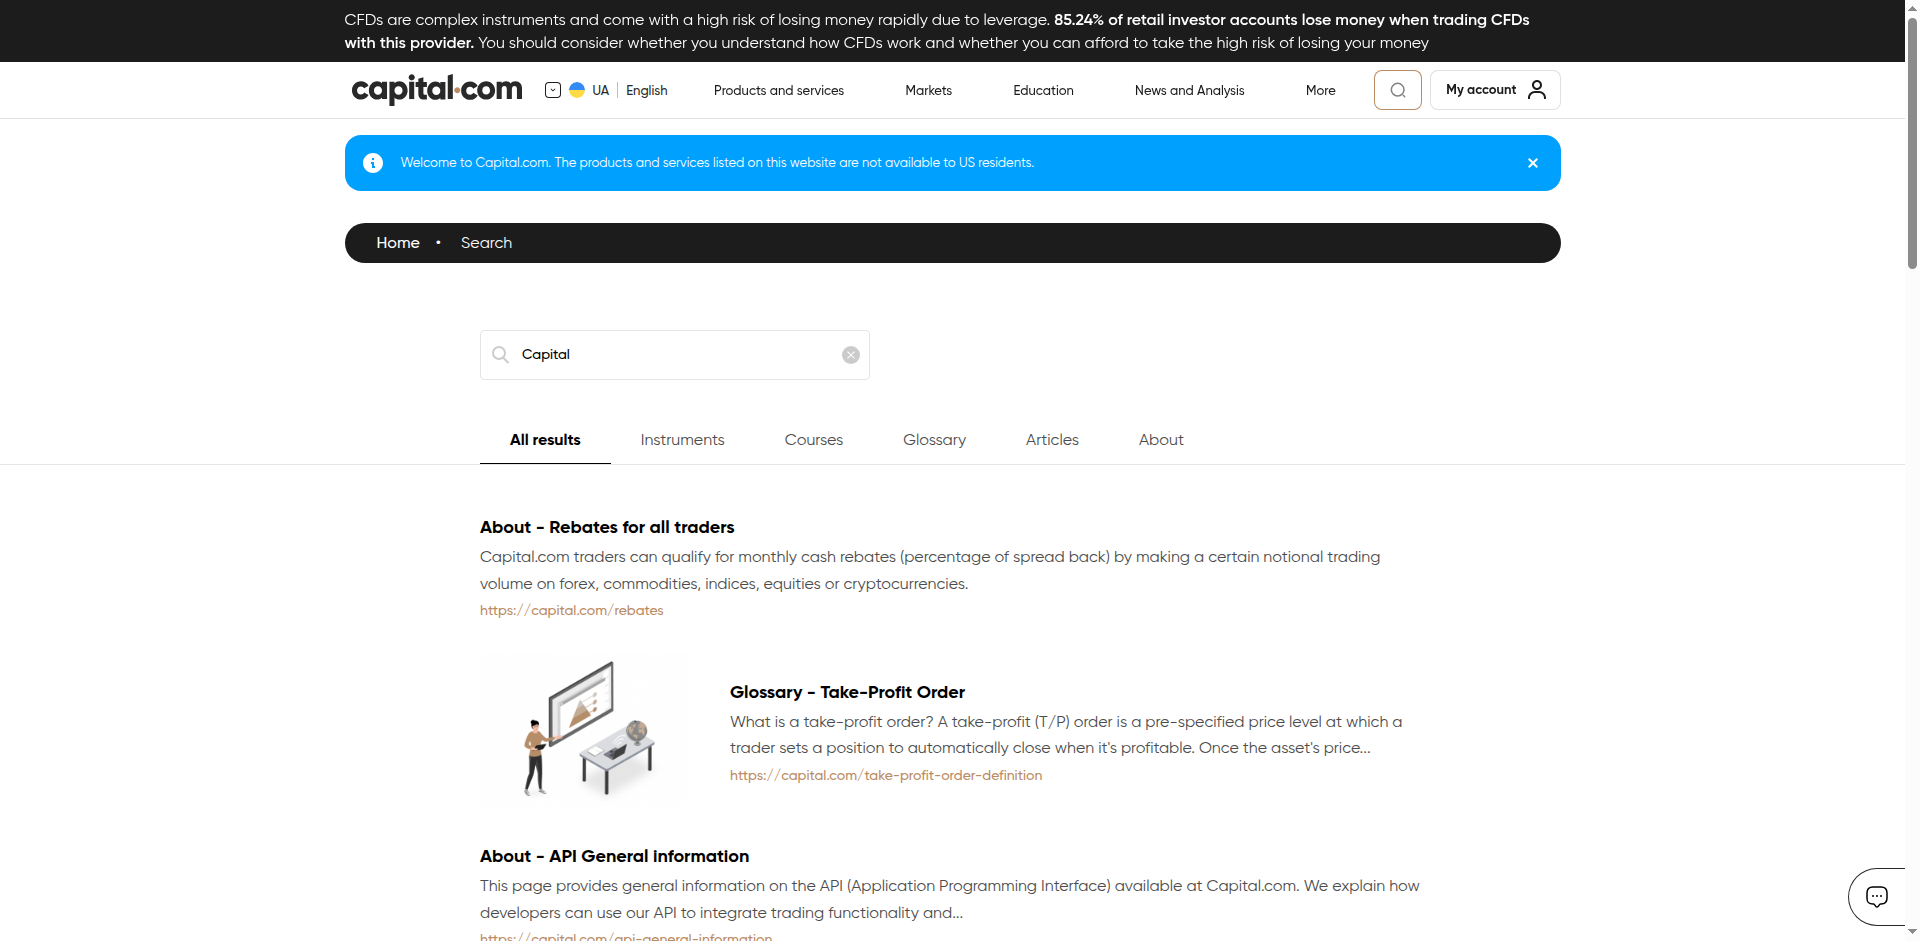 CFDs are complex instruments and come with a high risk of losing money rapidly due to leverage. 85.24% of retail investor accounts lose money when trading CFDs
with this provider. You should consider whether you understand how CFDs work and whether you can afford to take the high risk of losing your money
capital.com
UA
English
Products and services
Markets
Education
News and Analysis
More
My account
Welcome to Capital.com. The products and services listed on this website are not available to US residents.
Home • Search
Capital
All results
Instruments
Courses
Glossary
Articles
About
About - Rebates for all traders
Capital.com traders can qualify for monthly cash rebates (percentage of spread back) by making a certain notional trading
volume on forex, commodities, indices, equities or cryptocurrencies.
https://capital.com/rebates
Glossary - Take-Profit Order
What is a take-profit order? A take-profit (T/P) order is a pre-specified price level at which a
trader sets a position to automatically close when it's profitable. Once the asset's price...
https://capital.com/take-profit-order-definition
About - API General information
This page provides general information on the API (Application Programming Interface) available at Capital.com. We explain how
developers can use our API to integrate trading functionality and...
https://capital.com/api-general-information